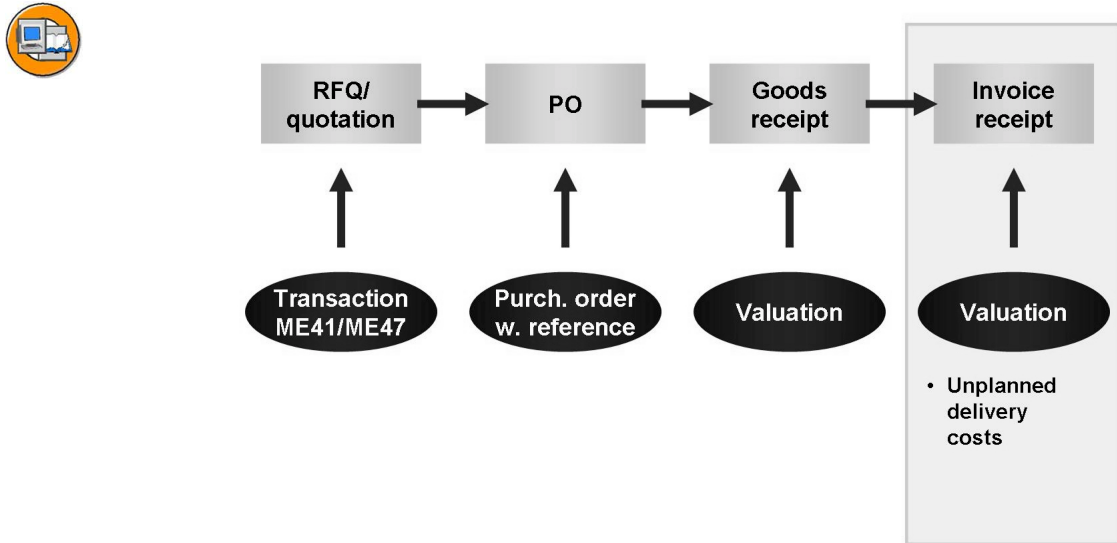 RFQ/
quotation
PO
Goods
receipt
Invoice
receipt
Transaction
ME41/ME47
Purch. order
w. reference
Valuation
Valuation
• Unplanned
delivery
costs